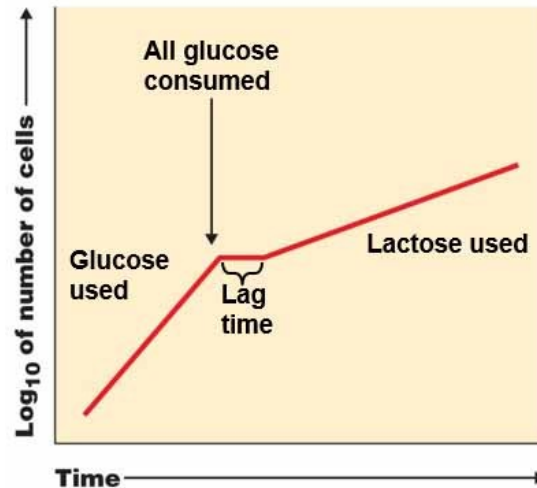 All glucose
consumed
Log10 of number of cells
Glucose
used
Lactose used
Lag
time
Time